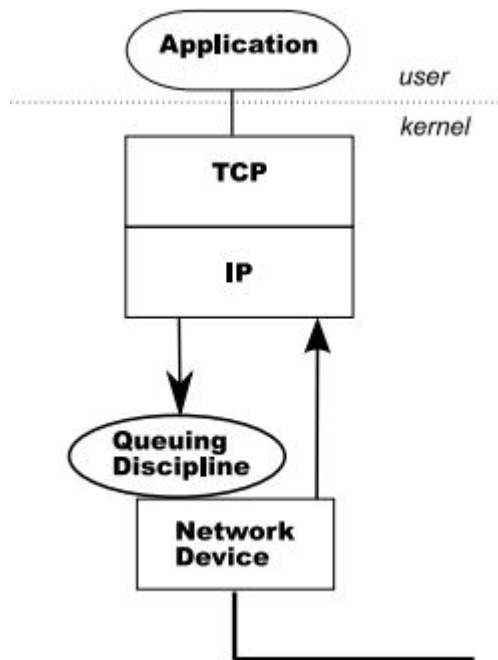 Application
user
kernel
TCP
IP
Queuing
Discipline
Network
Device